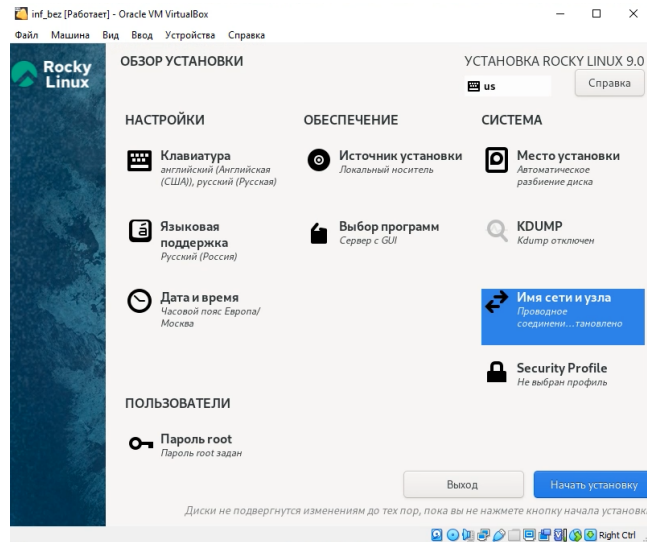 inf_bez [Работает] - Oracle VM VirtualBox
Файл Машина Вид Ввод Устройства Справка
Rocky
Linux
ОБЗОР УСТАНОВКИ
УСТАНОВКА ROCKY LINUX 9.0
us
Справка
НАСТРОЙКИ
Клавиатура
английский (Английская
(США)), русский (Русская)
Языковая
поддержка
Русский (Россия)
Дата и время
Часовой пояс Европа/
Москва
ОБЕСПЕЧЕНИЕ
Источник установки
Локальный носитель
Выбор программ
Сервер с GUI
СИСТЕМА
Место установки
Автоматическое
разбиение диска
KDUMP
Kdump отключен
Имя сети и узла
Проводное
соединени...тановлено
Security Profile
Не выбран профиль
ПОЛЬЗОВАТЕЛИ
Пароль root
Пароль root задан
Выход
Начать установку
Диски не подвергнутся изменениям до тех пор, пока вы не нажмете кнопку начала установк
Right Ctrl